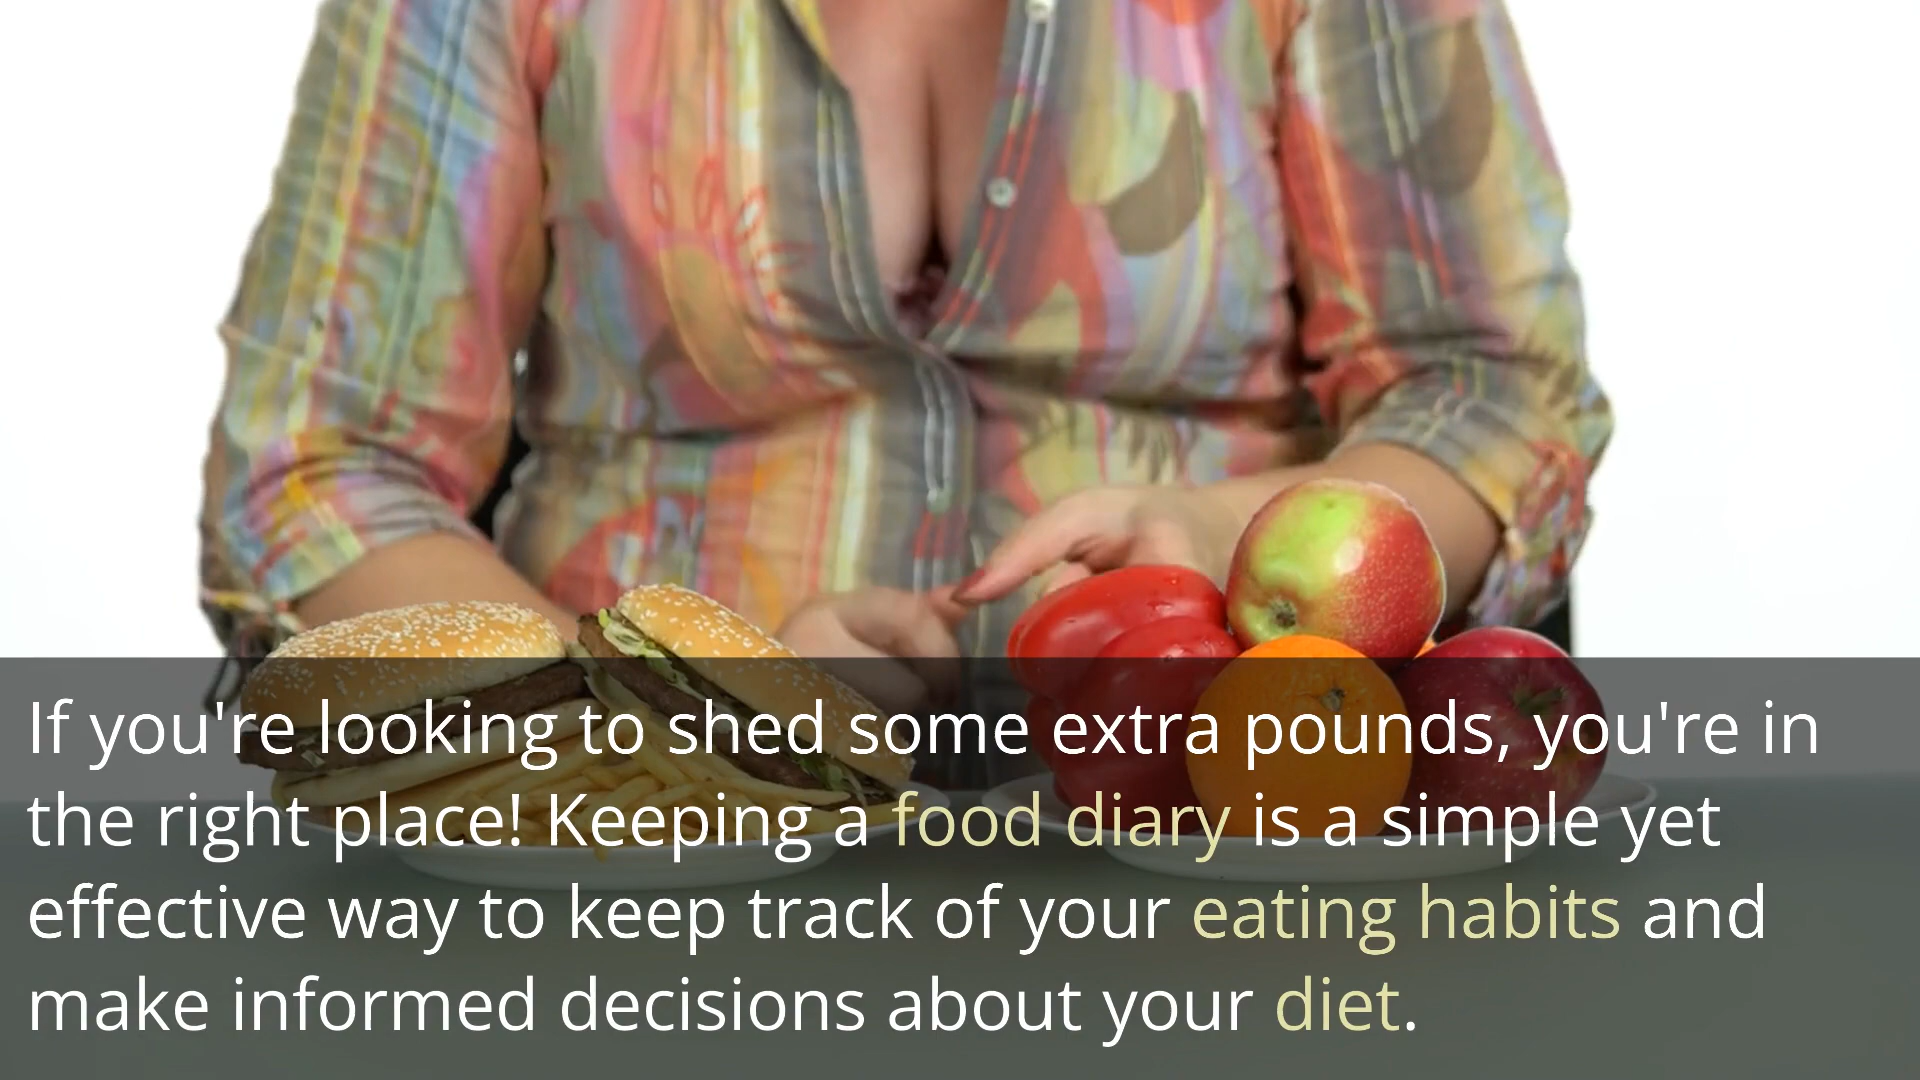 If you're looking to shed some extra pounds, you're in
the right place! Keeping a food diary is a simple yet
effective way to keep track of your eating habits and
make informed decisions about your diet.